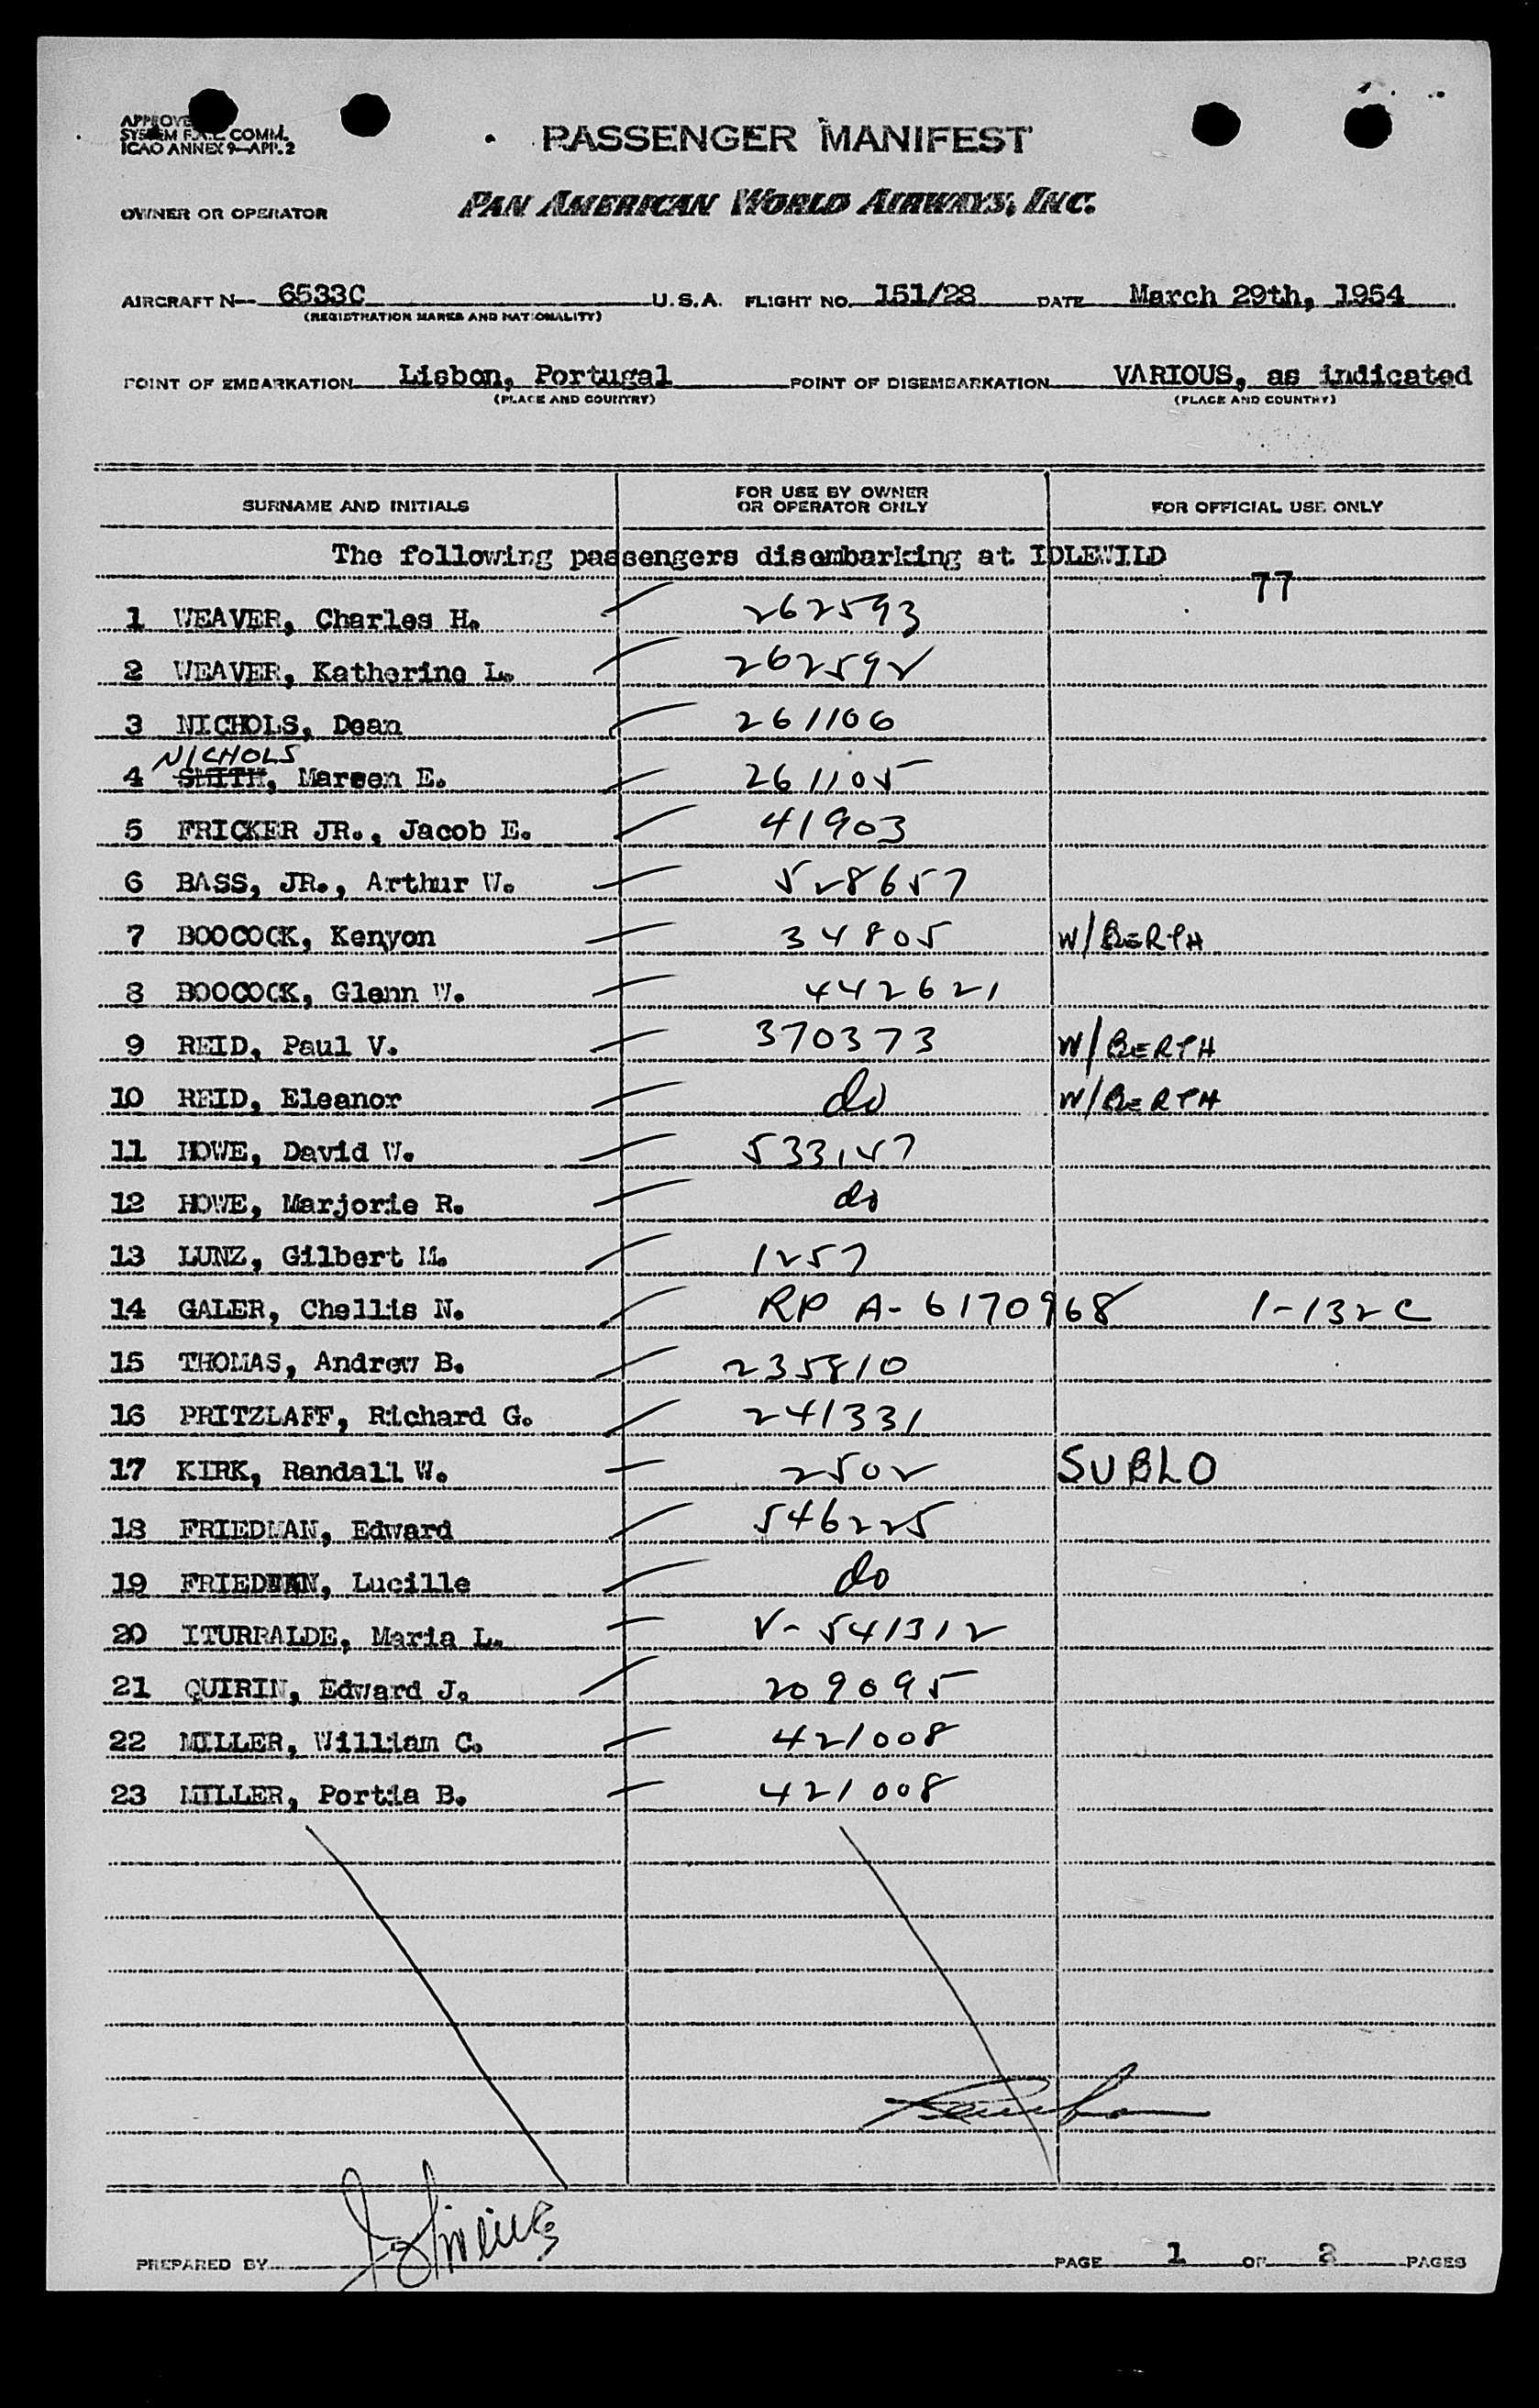 APPROVED
SYSTEM F.A.L. COMM.
ICAO ANNEX 9—APP. 2
PASSENGER MANIFEST
OWNER OR OPERATOR PAN AMERICAN WORLD AIRWAYS, INC.
AIRCRAFT N— 6533C U.S.A. FLIGHT NO. 151/28 DATE March 29th, 1954
(REGISTRATION MARKS AND NATIONALITY)
POINT OF EMBARKATION Lisbon, Portugal POINT OF DISEMBARKATION VARIOUS, as indicated
(PLACE AND COUNTRY) (PLACE AND COUNTRY)
SURNAME AND INITIALS FOR USE BY OWNER OR OPERATOR ONLY FOR OFFICIAL USE ONLY
The following passengers disembarking at IDLEWILD
77
1 WEAVER, Charles H. 262593
2 WEAVER, Katherine L. 262592
3 NICHOLS, Dean 261106
NICHOLS
4 SMITH, Mareen E. 261105
5 FRICKER JR., Jacob E. 41903
6 BASS, JR., Arthur W. 528657
7 BOOCOCK, Kenyon 34805 W/BERTH
8 BOOCOCK, Glenn W. 442621
9 REID, Paul V. 370373 W/BERTH
10 REID, Eleanor do W/BERTH
11 HOWE, David W. 533157
12 HOWE, Marjorie R. do
13 LUNZ, Gilbert M. 1257
14 GALER, Chellis N. RP A-6170968 1-132C
15 THOMAS, Andrew B. 235810
16 PRITZLAFF, Richard G. 241331
17 KIRK, Randall W. 2502 SUBLO
18 FRIEDMAN, Edward 546225
19 FRIEDMAN, Lucille do
20 ITURRALDE, Maria L. V-541312
21 QUIRIN, Edward J. 209095
22 MILLER, William C. 421008
23 MILLER, Portia B. 421008
PREPARED BY PAGE 1 OF 2 PAGES